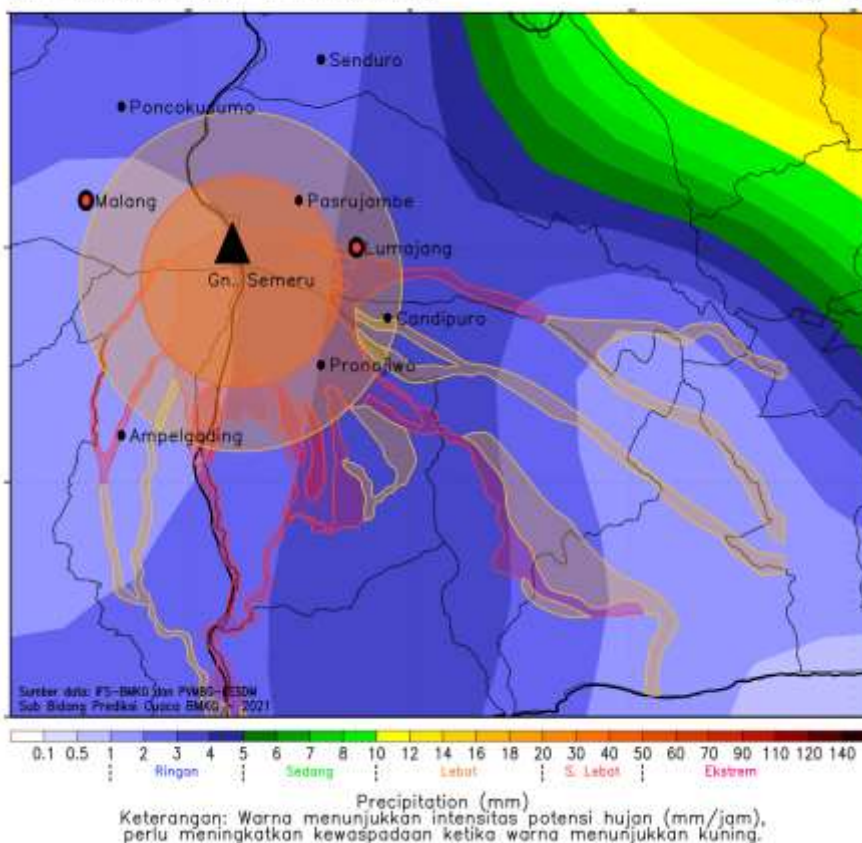 Senduro
Poncokusumo
Malang
Pasrujambe
Lumajang
Gn. Semeru
Candipuro
Pronojiwo
Ampelgading
Sumber data: IFS-BMKG dan PVMBG-ESDM
Sub Bidang Prediksi Cuaca BMKG - 2021
0.1 0.5 1 2 3 4 5 6 7 8 10 12 14 16 18 20 30 40 50 60 70 90 110 120 140
Ringan Sedang Lebat S. Lebat Ekstrem
Precipitation (mm)
Keterangan: Warna menunjukkan intensitas potensi hujan (mm/jam),
perlu meningkatkan kewaspadaan ketika warna menunjukkan kuning.